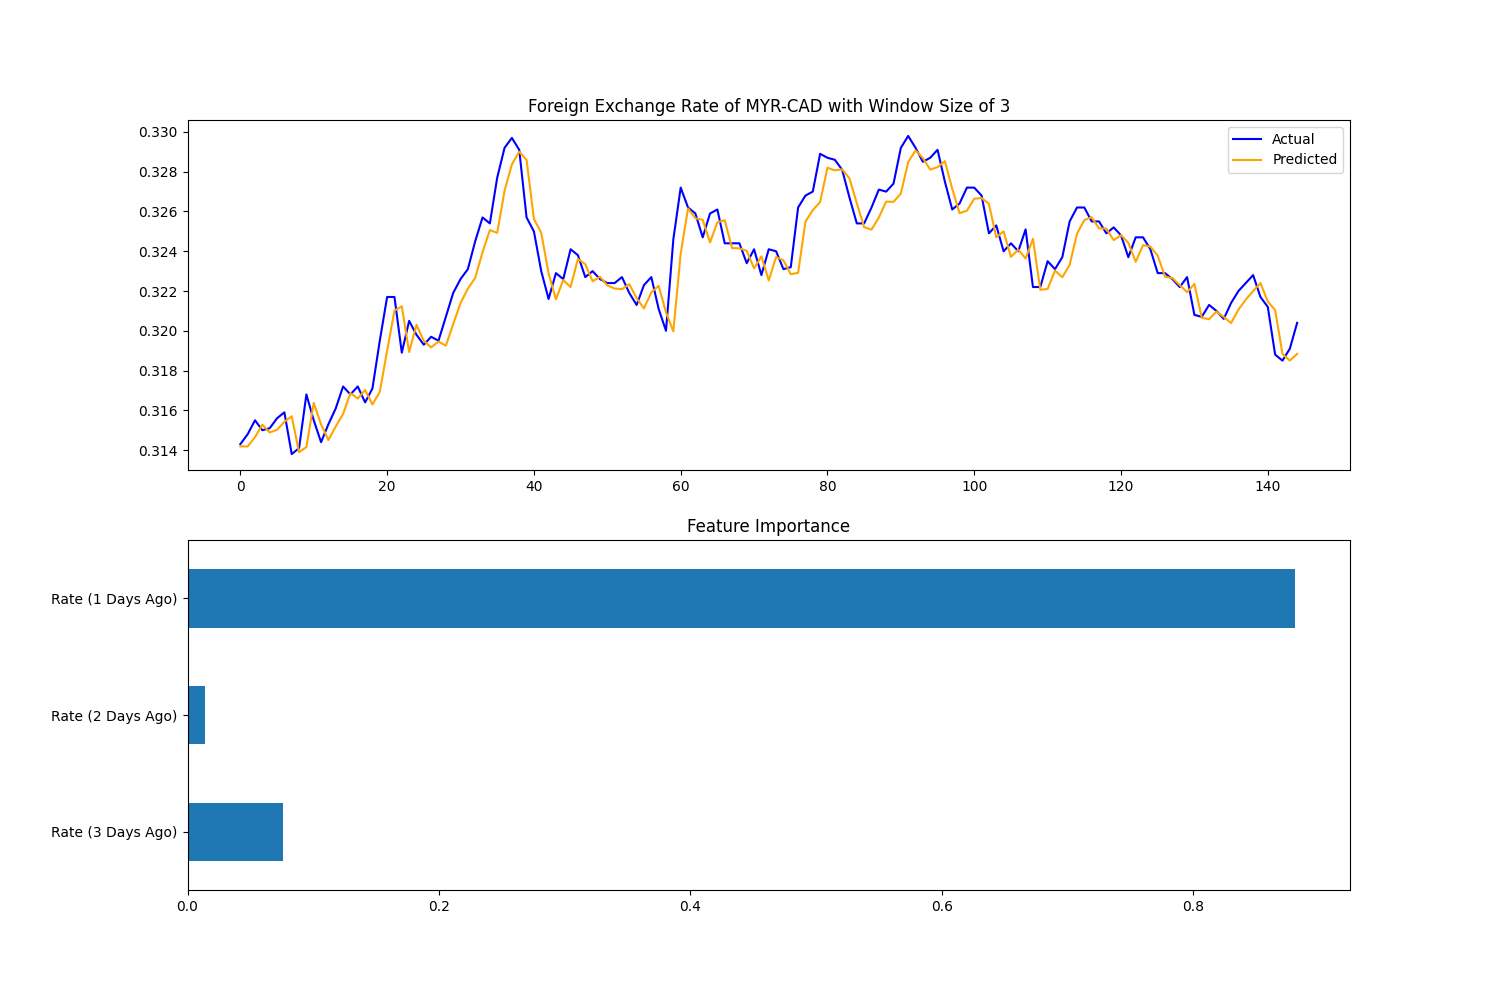 Foreign Exchange Rate of MYR-CAD with Window Size of 3
0.330
0.328
0.326
0.324
0.322
0.320
0.318
0.316
0.314
Actual
Predicted
0 20 40 60 80 100 120 140
Feature Importance
Rate (1 Days Ago)
Rate (2 Days Ago)
Rate (3 Days Ago)
0.0 0.2 0.4 0.6 0.8